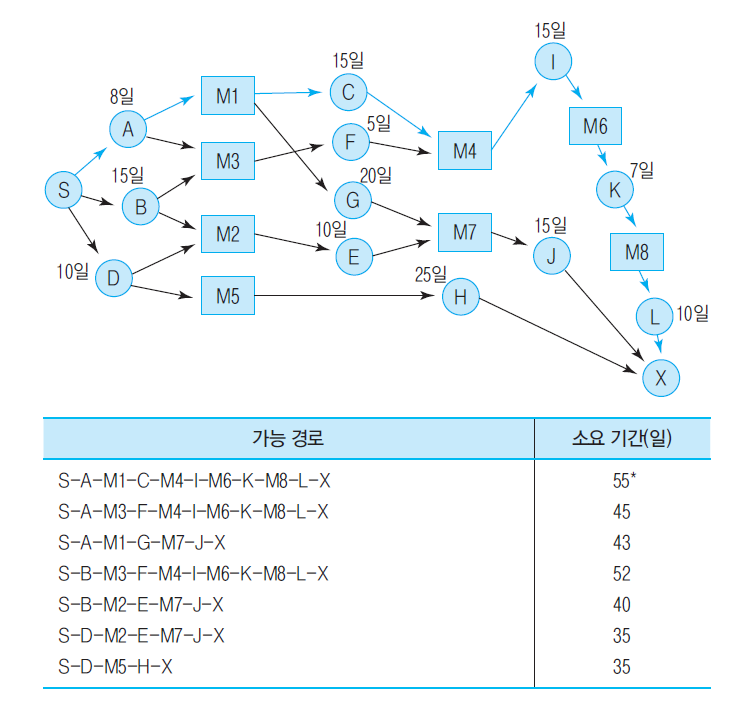 15일
I
15일
C
8일
M1
A
5일
F
M6
M4
M3
15일
20일
7일
S
K
B
G
M2
10일
M7
15일
E
J
M8
10일
D
25일
M5
H
L
10일
X
가능 경로 소요 기간(일)
S-A-M1-C-M4-I-M6-K-M8-L-X 55*
S-A-M3-F-M4-I-M6-K-M8-L-X 45
S-A-M1-G-M7-J-X 43
S-B-M3-F-M4-I-M6-K-M8-L-X 52
S-B-M2-E-M7-J-X 40
S-D-M2-E-M7-J-X 35
S-D-M5-H-X 35